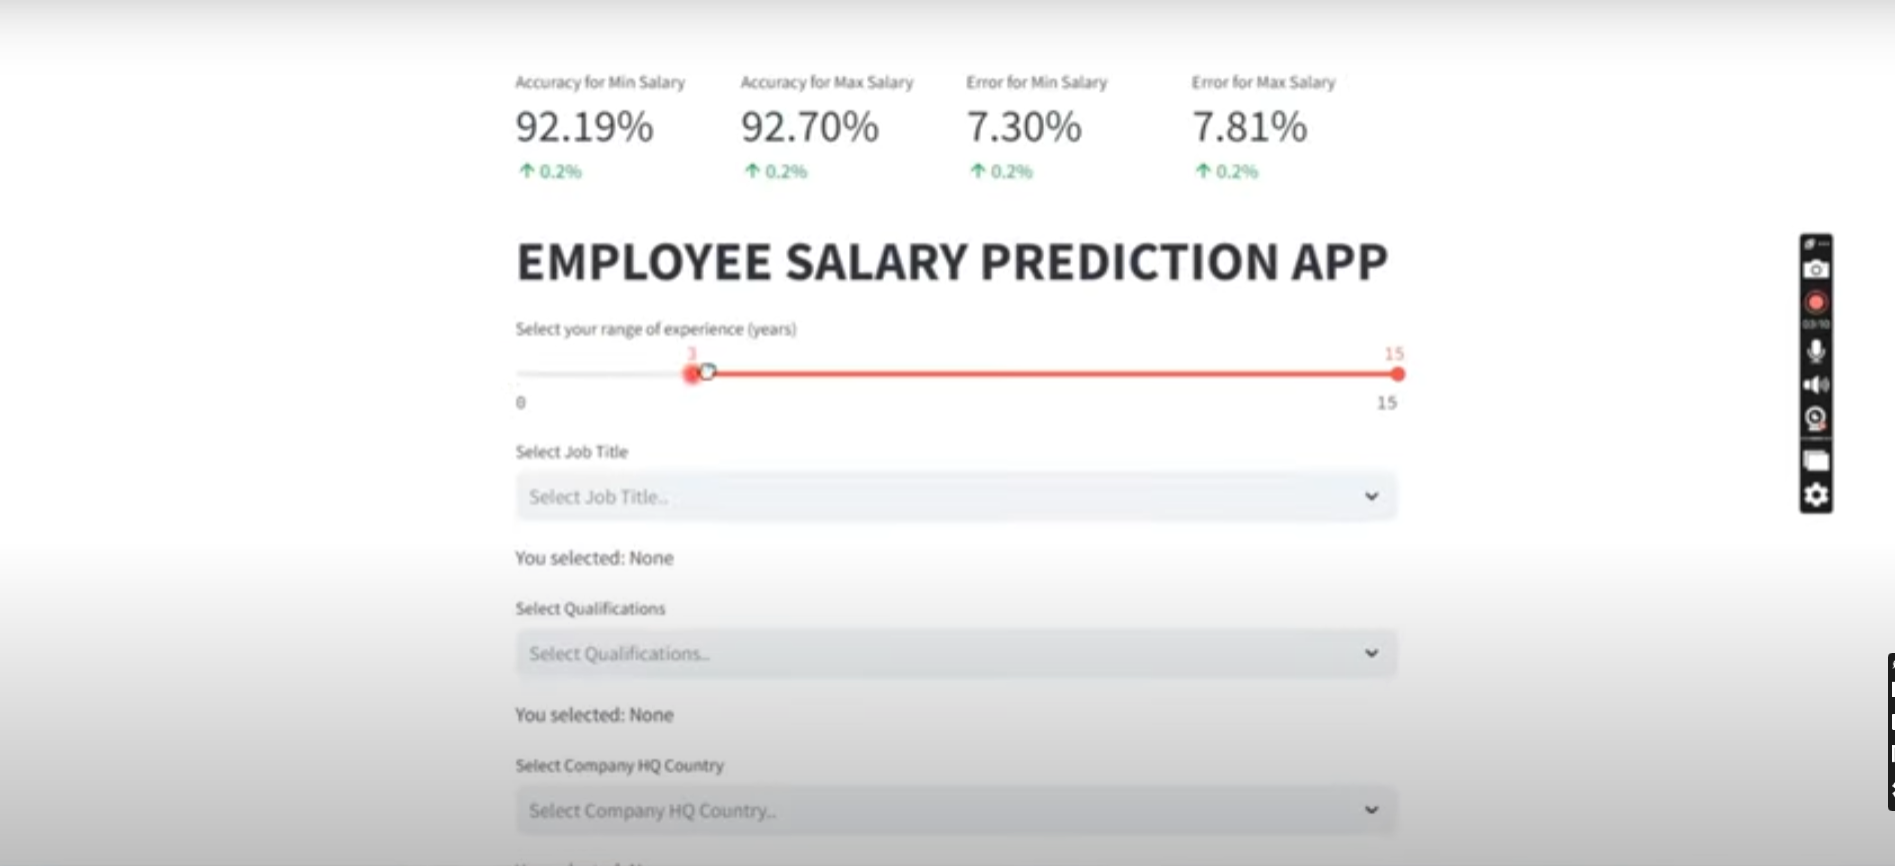 Accuracy for Min Salary
Accuracy for Max Salary
Error for Min Salary
Error for Max Salary
92.19%
92.70%
7.30%
7.81%
↑ 0.2%
↑ 0.2%
↑ 0.2%
↑ 0.2%
EMPLOYEE SALARY PREDICTION APP
Select your range of experience (years)
3
15
0
15
Select Job Title
Select Job Title..
You selected: None
Select Qualifications
Select Qualifications..
You selected: None
Select Company HQ Country
Select Company HQ Country..
03:10